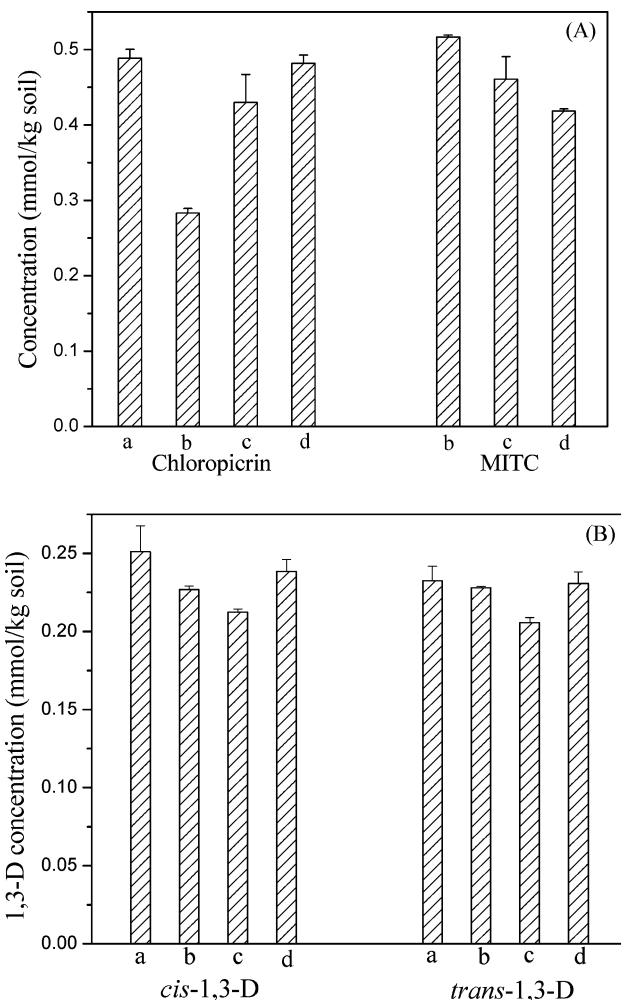 (A)
Concentration (mmol/kg soil)
0.5
0.4
0.3
0.2
0.1
0.0
a b c d b c d
Chloropicrin MITC
(B)
1,3-D concentration (mmol/kg soil)
0.25
0.20
0.15
0.10
0.05
0.00
a b c d a b c d
cis-1,3-D trans-1,3-D